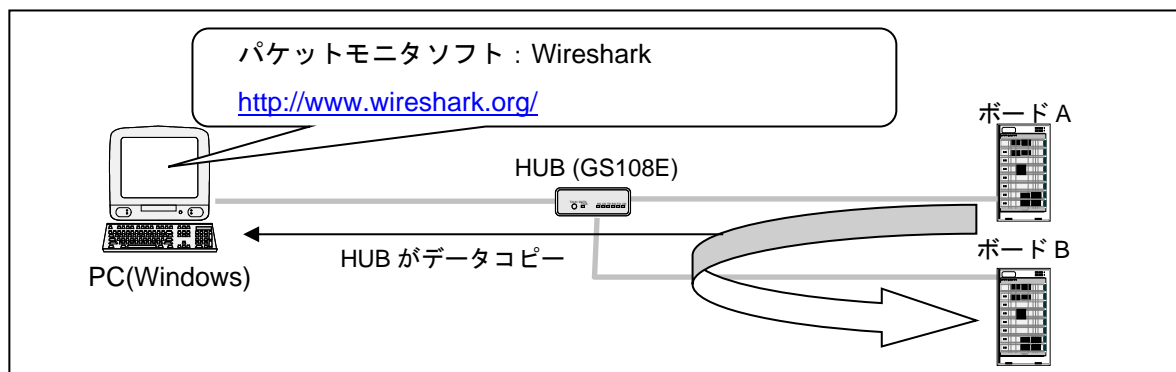 パケットモニタソフト：Wireshark
http://www.wireshark.org/
ボード A
HUB (GS108E)
HUB がデータコピー
ボード B
PC(Windows)